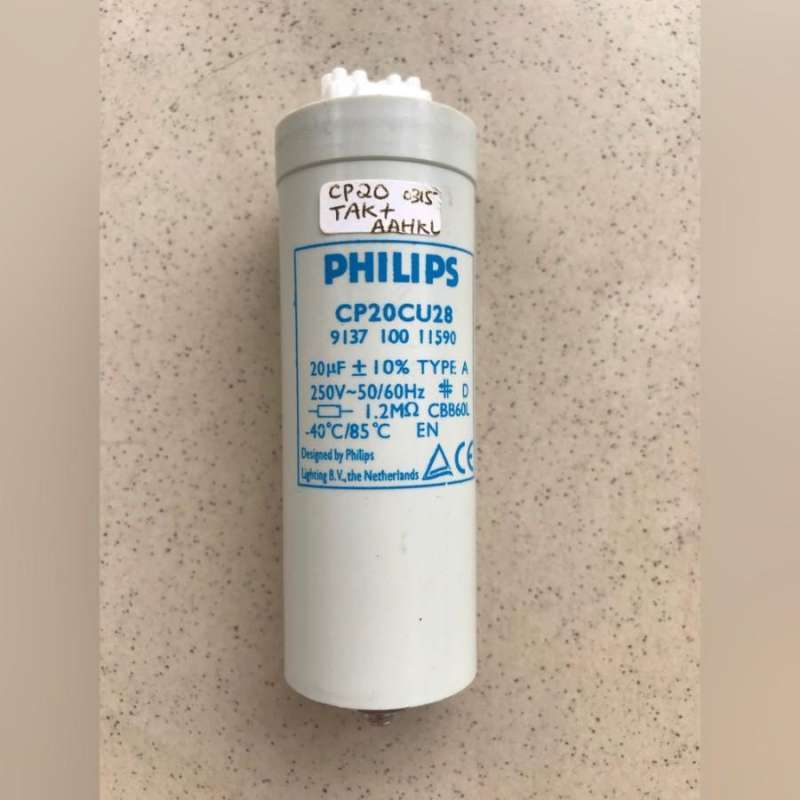 CP20 0315
TAK+
AAHKL
PHILIPS
CP20CU28
9137 100 11590
20µF ± 10% TYPE A
250V~50/60Hz # D
1.2MΩ CBB60L
-40°C/85°C EN
Designed by Philips
Lighting B.V., the Netherlands CE